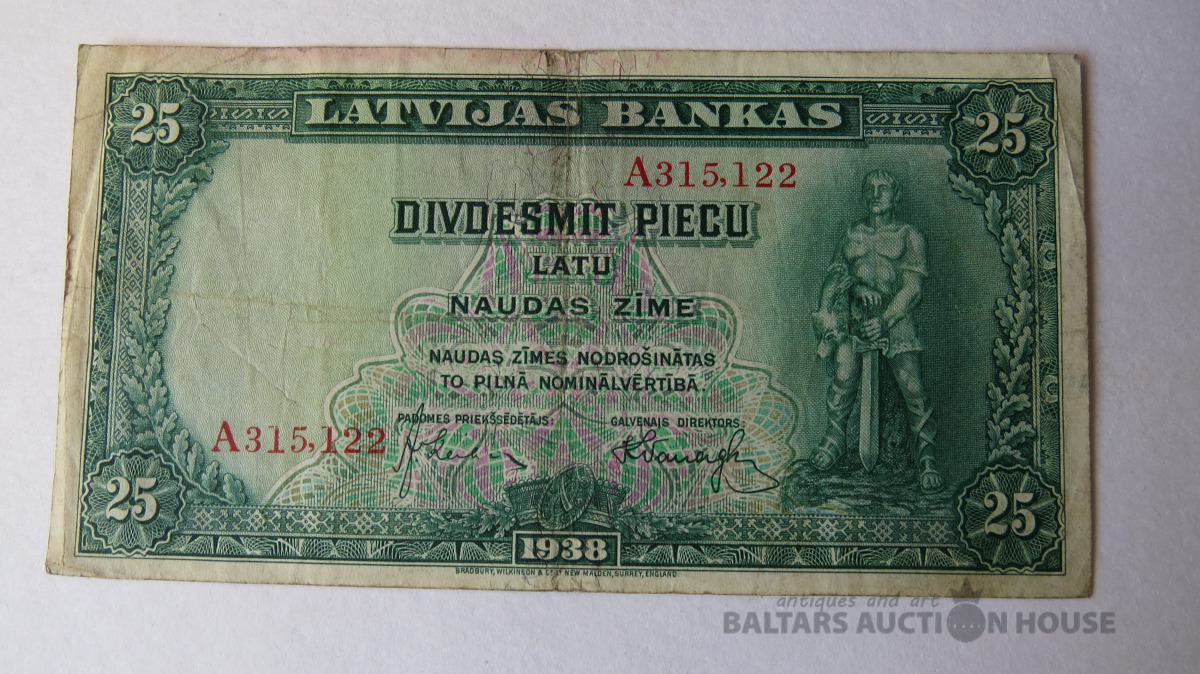 25 LATVIJAS BANKAS 25
A315,122
DIVDESMIT PIECU
LATU
NAUDAS ZĪME
NAUDAS ZĪMES NODROŠINĀTAS
TO PILNĀ NOMINĀLVĒRTĪBĀ.
PADOMES PRIEKŠSĒDĒTĀJS: GALVENAIS DIREKTORS:
A315,122
25 25
1938
BRADBURY, WILKINSON & Cº Lᵈ NEW MALDEN, SURREY, ENGLAND
antiques and art
BALTARS AUCTION HOUSE